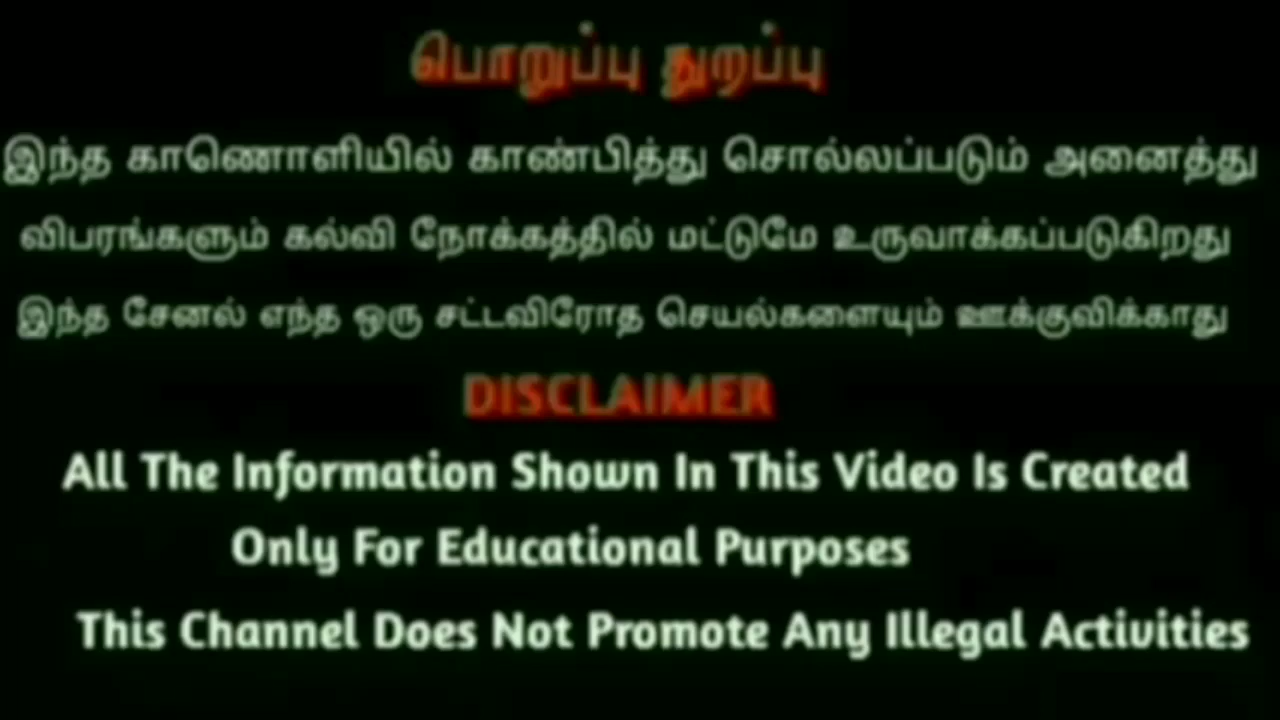 பொறுப்பு துறப்பு
இந்த காணொளியில் காண்பித்து சொல்லப்படும் அனைத்து
விபரங்களும் கல்வி நோக்கத்தில் மட்டுமே உருவாக்கப்படுகிறது
இந்த சேனல் எந்த ஒரு சட்டவிரோத செயல்களையும் ஊக்குவிக்காது
DISCLAIMER
All The Information Shown In This Video Is Created
Only For Educational Purposes
This Channel Does Not Promote Any Illegal Activities